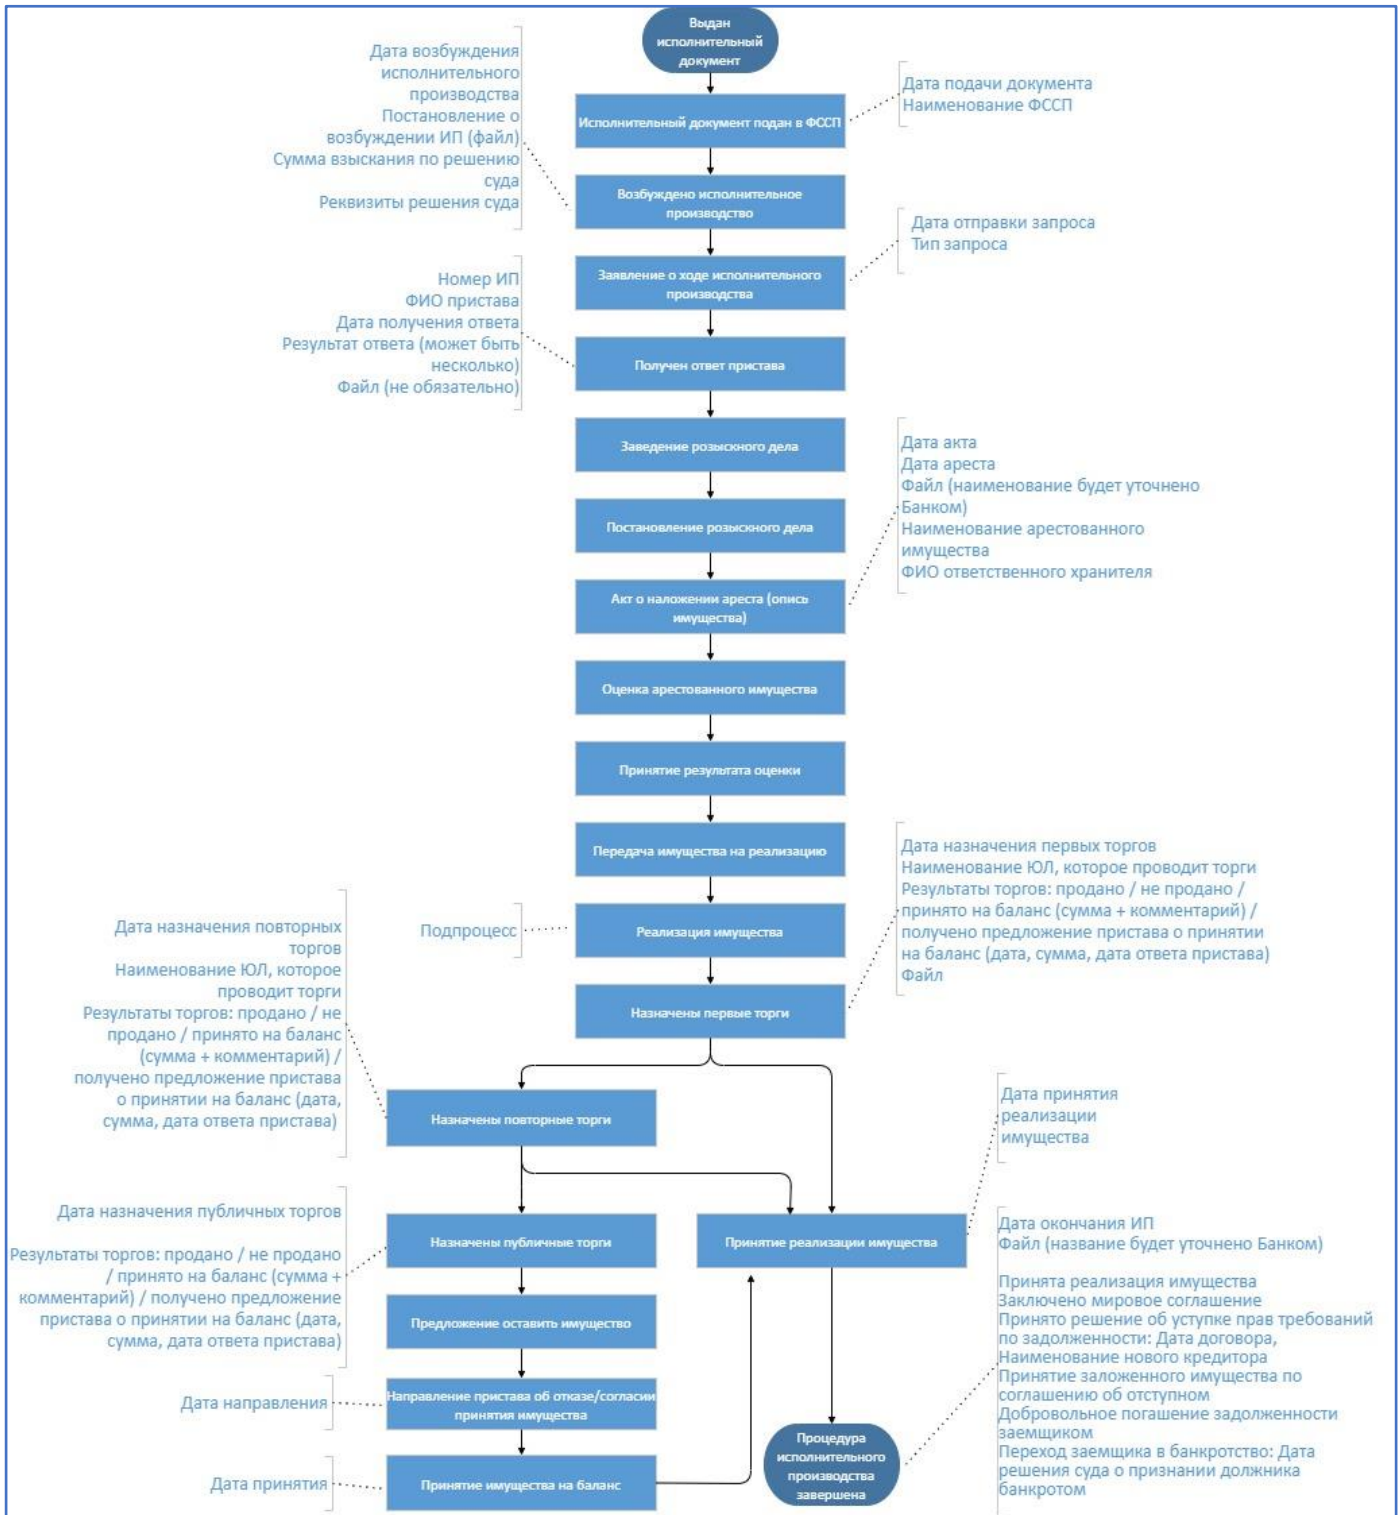 Выдан
исполнительный
документ
Дата возбуждения
исполнительного
производства
Постановление о
возбуждении ИП (файл)
Сумма взыскания по решению
суда
Реквизиты решения суда
Дата подачи документа
Наименование ФССП
Исполнительный документ подан в ФССП
Возбуждено исполнительное
производство
Дата отправки запроса
Тип запроса
Заявление о ходе исполнительного
производства
Номер ИП
ФИО пристава
Дата получения ответа
Результат ответа (может быть
несколько)
Файл (не обязательно)
Получен ответ пристава
Заведение розыскного дела
Постановление розыскного дела
Дата акта
Дата ареста
Файл (наименование будет уточнено
Банком)
Наименование арестованного
имущества
ФИО ответственного хранителя
Акт о наложении ареста (опись
имущества)
Оценка арестованного имущества
Принятие результата оценки
Передача имущества на реализацию
Дата назначения первых торгов
Наименование ЮЛ, которое проводит торги
Результаты торгов: продано / не продано /
принято на баланс (сумма + комментарий) /
получено предложение пристава о принятии
на баланс (дата, сумма, дата ответа пристава)
Файл
Подпроцесс
Реализация имущества
Назначены первые торги
Дата назначения повторных
торгов
Наименование ЮЛ, которое
проводит торги
Результаты торгов: продано / не
продано / принято на баланс
(сумма + комментарий) /
получено предложение пристава
о принятии на баланс (дата,
сумма, дата ответа пристава)
Назначены повторные торги
Дата принятия
реализации
имущества
Дата назначения публичных торгов
Результаты торгов: продано / не продано
/ принято на баланс (сумма +
комментарий) / получено предложение
пристава о принятии на баланс (дата,
сумма, дата ответа пристава)
Назначены публичные торги
Принятие реализации имущества
Предложение оставить имущество
Дата направления
Направление пристава об отказе/согласии
принятия имущества
Дата принятия
Принятие имущества на баланс
Дата окончания ИП
Файл (название будет уточнено Банком)
Принята реализация имущества
Заключено мировое соглашение
Принято решение об уступке прав требований
по задолженности: Дата договора,
Наименование нового кредитора
Принятие заложенного имущества по
соглашению об отступном
Добровольное погашение задолженности
заемщиком
Переход заемщика в банкротство: Дата
решения суда о признании должника
банкротом
Процедура
исполнительного
производства
завершена